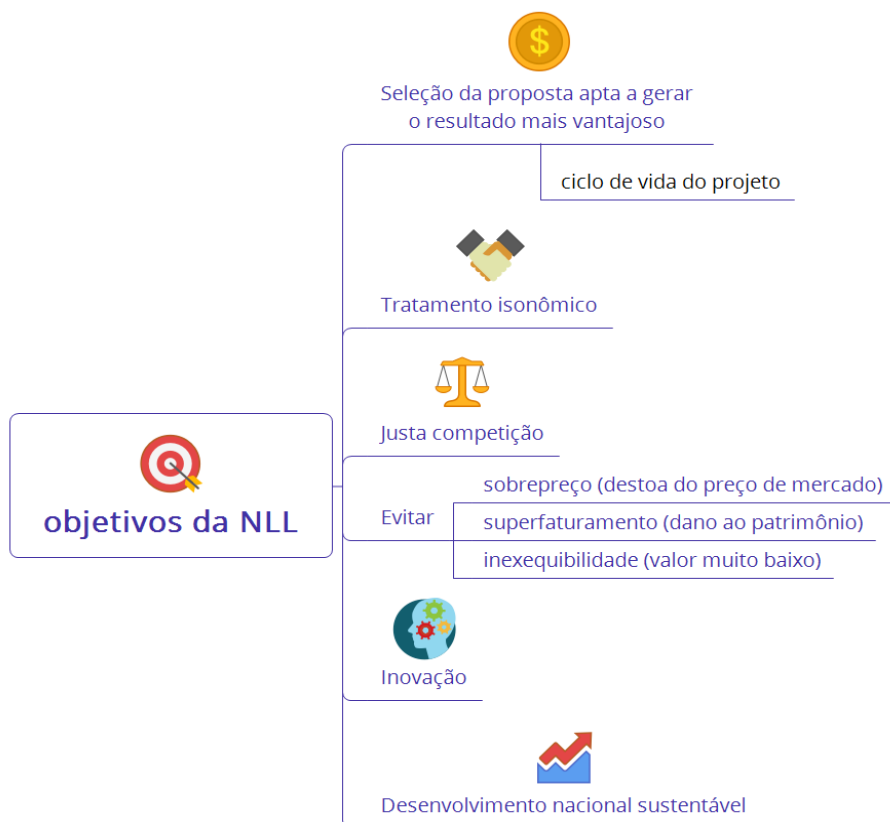 $
Seleção da proposta apta a gerar
o resultado mais vantajoso
ciclo de vida do projeto
Tratamento isonômico
Justa competição
objetivos da NLL
Evitar
sobrepreço (destoa do preço de mercado)
superfaturamento (dano ao patrimônio)
inexequibilidade (valor muito baixo)
Inovação
Desenvolvimento nacional sustentável